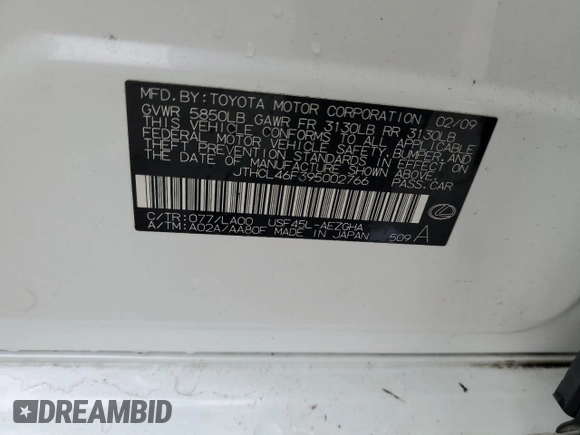 MFD.BY:TOYOTA MOTOR CORPORATION 02/09
GVWR 5850LB GAWR FR 3130LB RR 3130LB
THIS VEHICLE CONFORMS TO ALL APPLICABLE
FEDERAL MOTOR VEHICLE SAFETY,BUMPER,AND
THEFT PREVENTION STANDARDS IN EFFECT ON
THE DATE OF MANUFACTURE SHOWN ABOVE.
JTHCL46F395002766 PASS.CAR
C/TR:077/LA00 USF45L-AEZGHA
A/TM:A02A/AA80F MADE IN JAPAN 509 A
DREAMBID